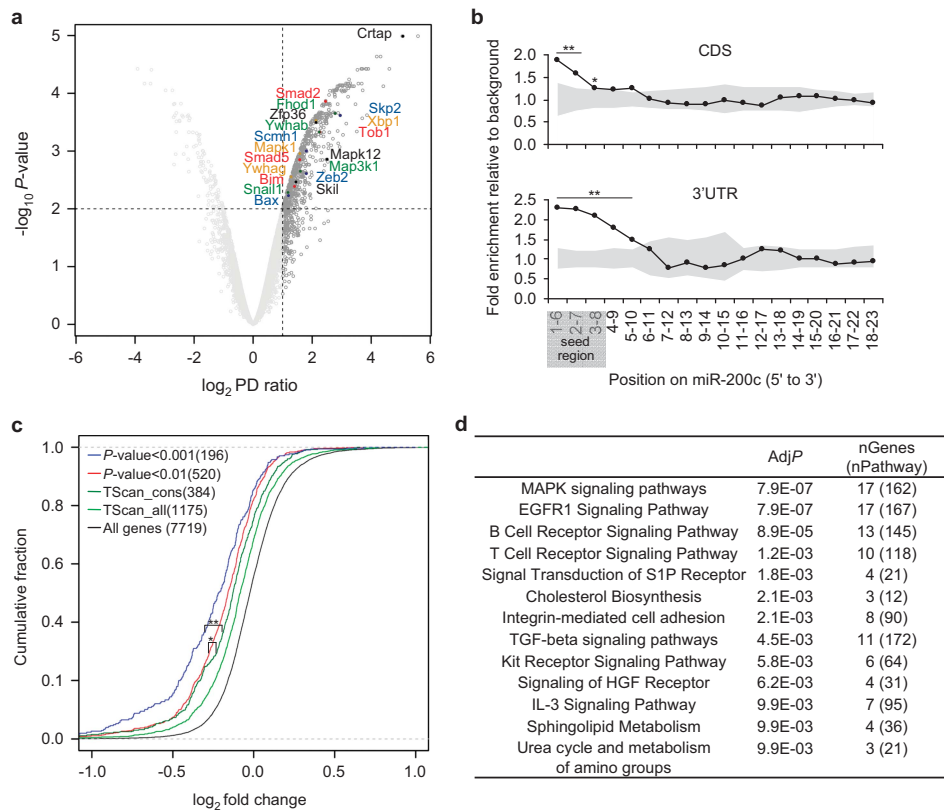 a
Crtap
Smad2
Fhod1
Zfp36
Ywhab
Scmh1
Mapk1
Smad5
Ywhag
Bim
Snail1
Bax
Skp2
Xbp1
Tob1
Mapk12
Map3k1
Zeb2
Skil
-log10 P-value
5
4
3
2
1
0
-6 -4 -2 0 2 4 6
log2 PD ratio
b
Fold enrichment relative to background
CDS
2.0
1.5
1.0
0.5
0.0
**
*
3'UTR
2.5
2.0
1.5
1.0
0.5
0.0
**
1-6 2-7 3-8 4-9 5-10 6-11 7-12 8-13 9-14 10-15 11-16 12-17 13-18 14-19 15-20 16-21 17-22 18-23
seed
region
Position on miR-200c (5' to 3')
c
P-value<0.001(196)
P-value<0.01(520)
TScan_cons(384)
TScan_all(1175)
All genes (7719)
**
*
Cumulative fraction
1.0
0.8
0.6
0.4
0.1
0.0
-1.0 -0.5 0.0 0.5 1.0
log2 fold change
d
AdjP nGenes
(nPathway)
MAPK signaling pathways 7.9E-07 17 (162)
EGFR1 Signaling Pathway 7.9E-07 17 (167)
B Cell Receptor Signaling Pathway 8.9E-05 13 (145)
T Cell Receptor Signaling Pathway 1.2E-03 10 (118)
Signal Transduction of S1P Receptor 1.8E-03 4 (21)
Cholesterol Biosynthesis 2.1E-03 3 (12)
Integrin-mediated cell adhesion 2.1E-03 8 (90)
TGF-beta signaling pathways 4.5E-03 11 (172)
Kit Receptor Signaling Pathway 5.8E-03 6 (64)
Signaling of HGF Receptor 6.2E-03 4 (31)
IL-3 Signaling Pathway 9.9E-03 7 (95)
Sphingolipid Metabolism 9.9E-03 4 (36)
Urea cycle and metabolism 9.9E-03 3 (21)
of amino groups